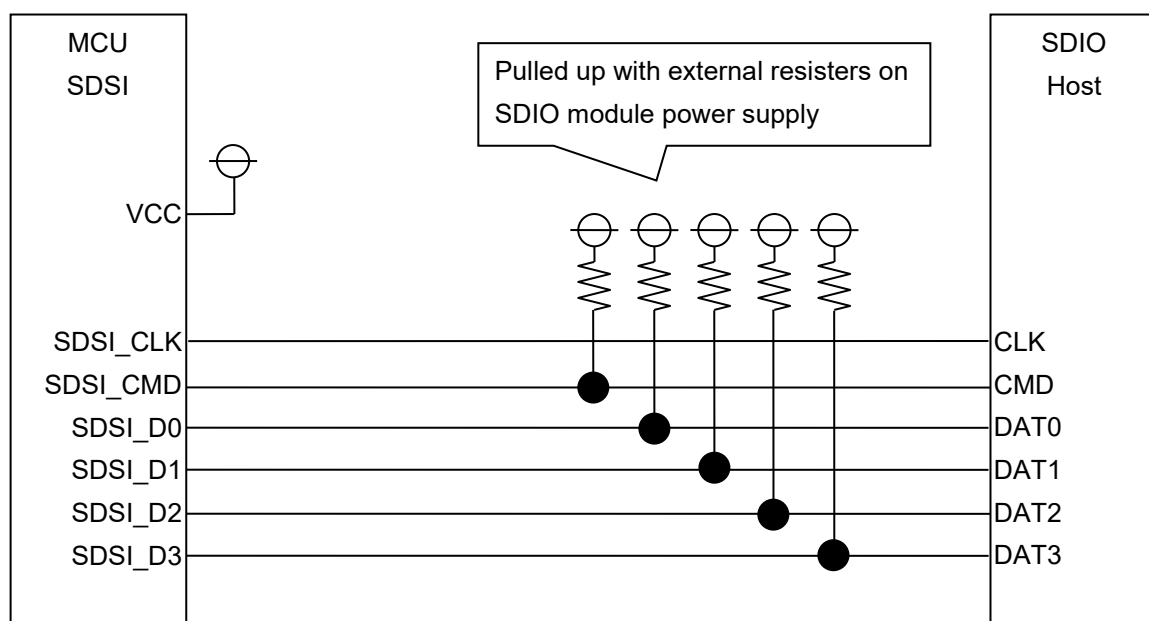 MCU
SDSI
SDIO
Host
Pulled up with external resisters on
SDIO module power supply
VCC
SDSI_CLK
CLK
SDSI_CMD
CMD
SDSI_D0
DAT0
SDSI_D1
DAT1
SDSI_D2
DAT2
SDSI_D3
DAT3